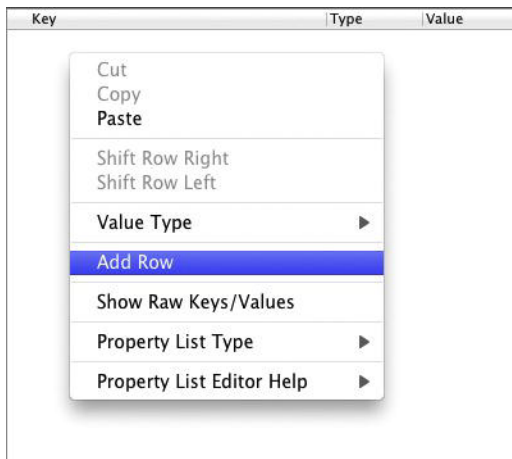 Key Type Value
Cut
Copy
Paste
Shift Row Right
Shift Row Left
Value Type
Add Row
Show Raw Keys/Values
Property List Type
Property List Editor Help